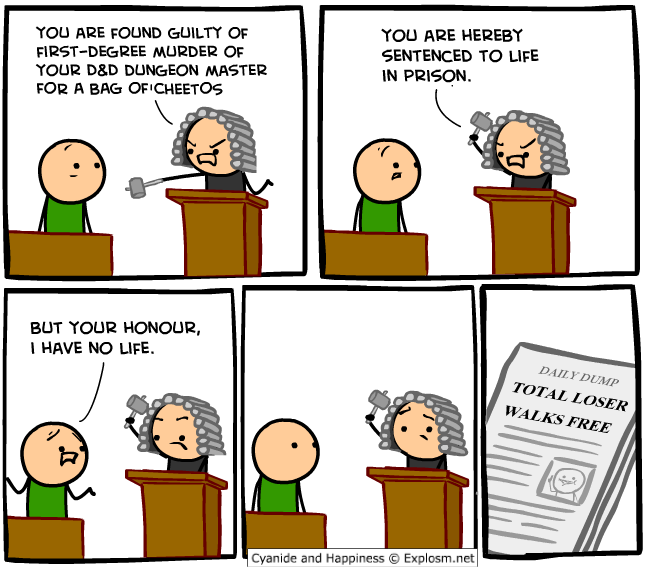 YOU ARE FOUND GUILTY OF
FIRST-DEGREE MURDER OF
YOUR D&D DUNGEON MASTER
FOR A BAG OF CHEETOS
YOU ARE HEREBY
SENTENCED TO LIFE
IN PRISON.
BUT YOUR HONOUR,
I HAVE NO LIFE.
DAILY DUMP
TOTAL LOSER
WALKS FREE
Cyanide and Happiness © Explosm.net